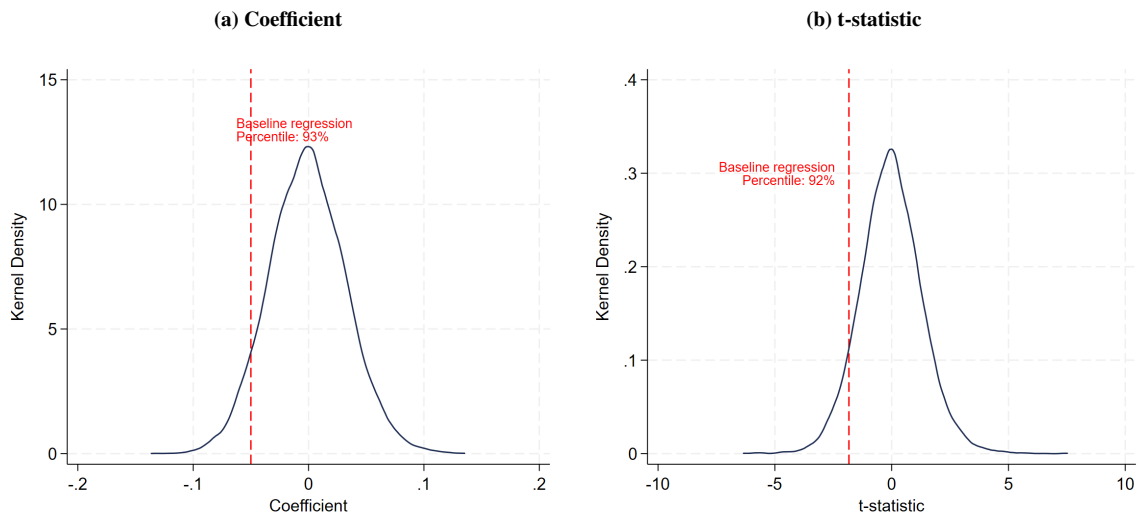 (a) Coefficient
15
10
5
0
Kernel Density
Baseline regression
Percentile: 93%
-.2
-.1
0
.1
.2
Coefficient
(b) t-statistic
.4
.3
.2
.1
0
Kernel Density
Baseline regression
Percentile: 92%
-10
-5
0
5
10
t-statistic